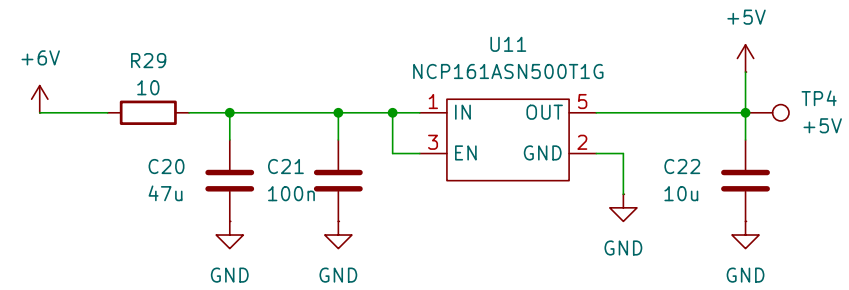 +5V
U11
NCP161ASN500T1G
+6V
R29
10
1
IN
OUT
5
TP4
+5V
3
EN
GND
2
C20
47u
C21
100n
C22
10u
GND
GND
GND
GND